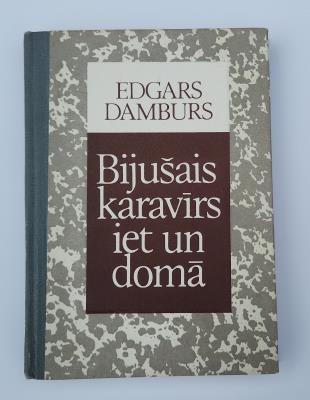 EDGARS
DAMBURS
Bijušais
karavīrs
iet un
domā